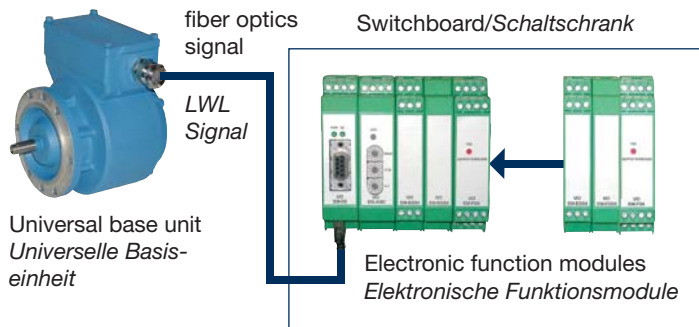 fiber optics
signal
LWL
Signal
Switchboard/Schaltschrank
Universal base unit
Universelle Basis-
einheit
Electronic function modules
Elektronische Funktionsmodule